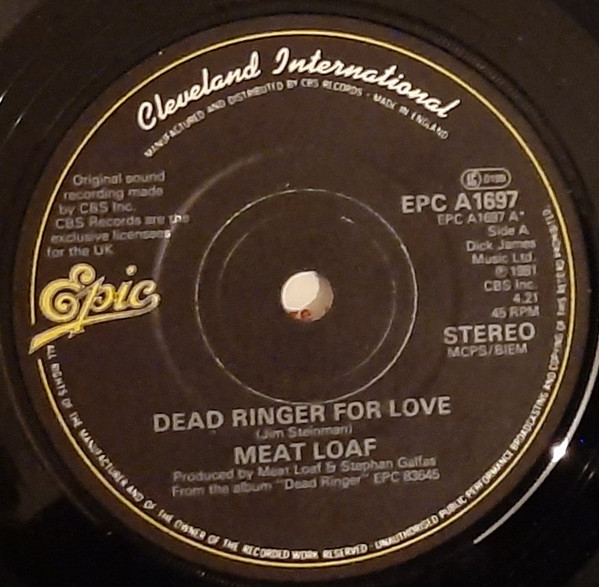 Cleveland International
MANUFACTURED AND DISTRIBUTED BY CBS RECORDS · MADE IN ENGLAND
Original sound
recording made
by CBS Inc.
CBS Records are the
exclusive licensees
for the UK
Epic
EPC A1697
EPC A1697 A*
Side A
Dick James
Music Ltd.
℗ 1981
CBS Inc.
4.21
45 RPM
STEREO
MCPS/BIEM
DEAD RINGER FOR LOVE
(Jim Steinman)
MEAT LOAF
Produced by Meat Loaf & Stephan Galfas
From the album "Dead Ringer" EPC 83645
ALL RIGHTS OF THE MANUFACTURER AND OF THE OWNER OF THE RECORDED WORK RESERVED · UNAUTHORISED PUBLIC PERFORMANCE BROADCASTING AND COPYING OF THIS RECORD PROHIBITED